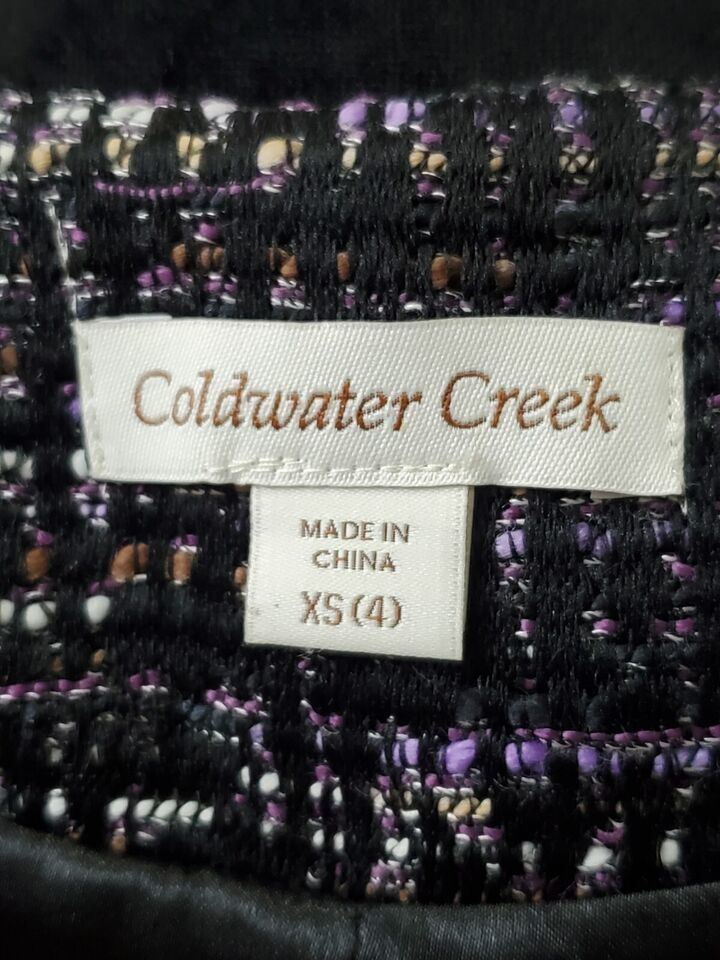 Coldwater Creek
MADE IN
CHINA
XS (4)